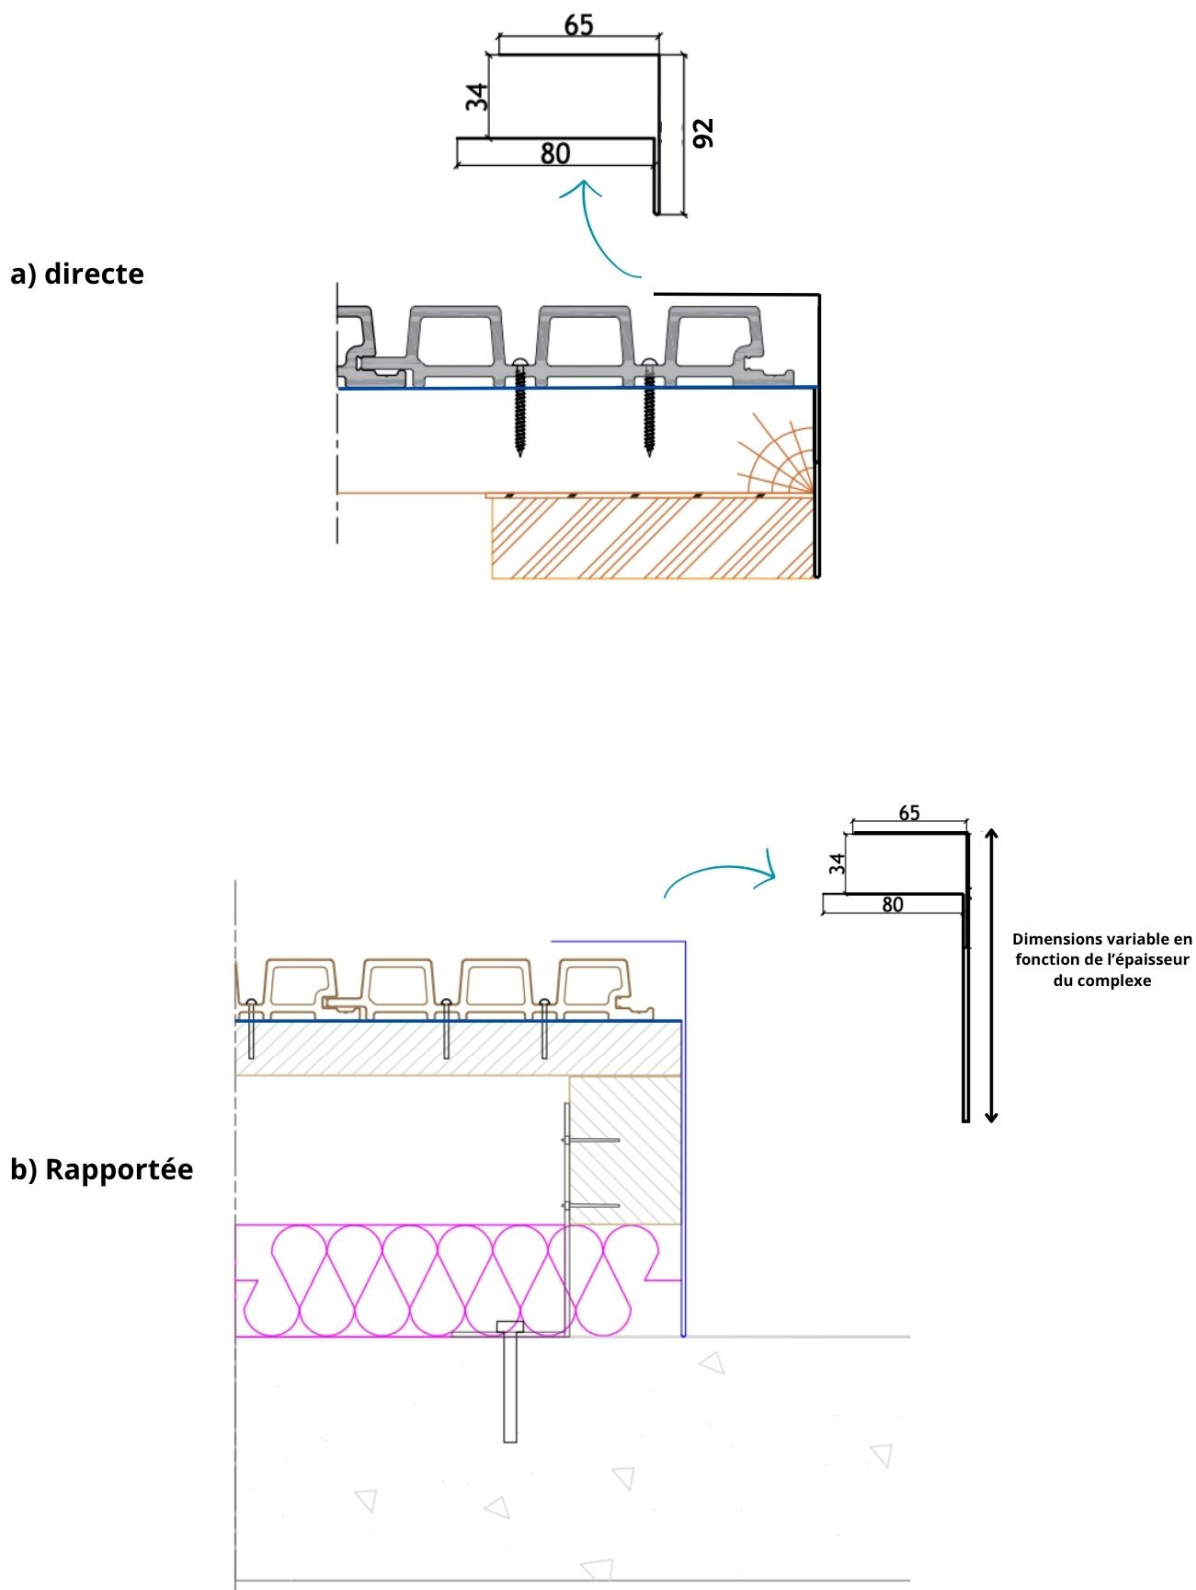 65
34
92
80
a) directe
65
34
80
Dimensions variable en
fonction de l’épaisseur
du complexe
b) Rapportée